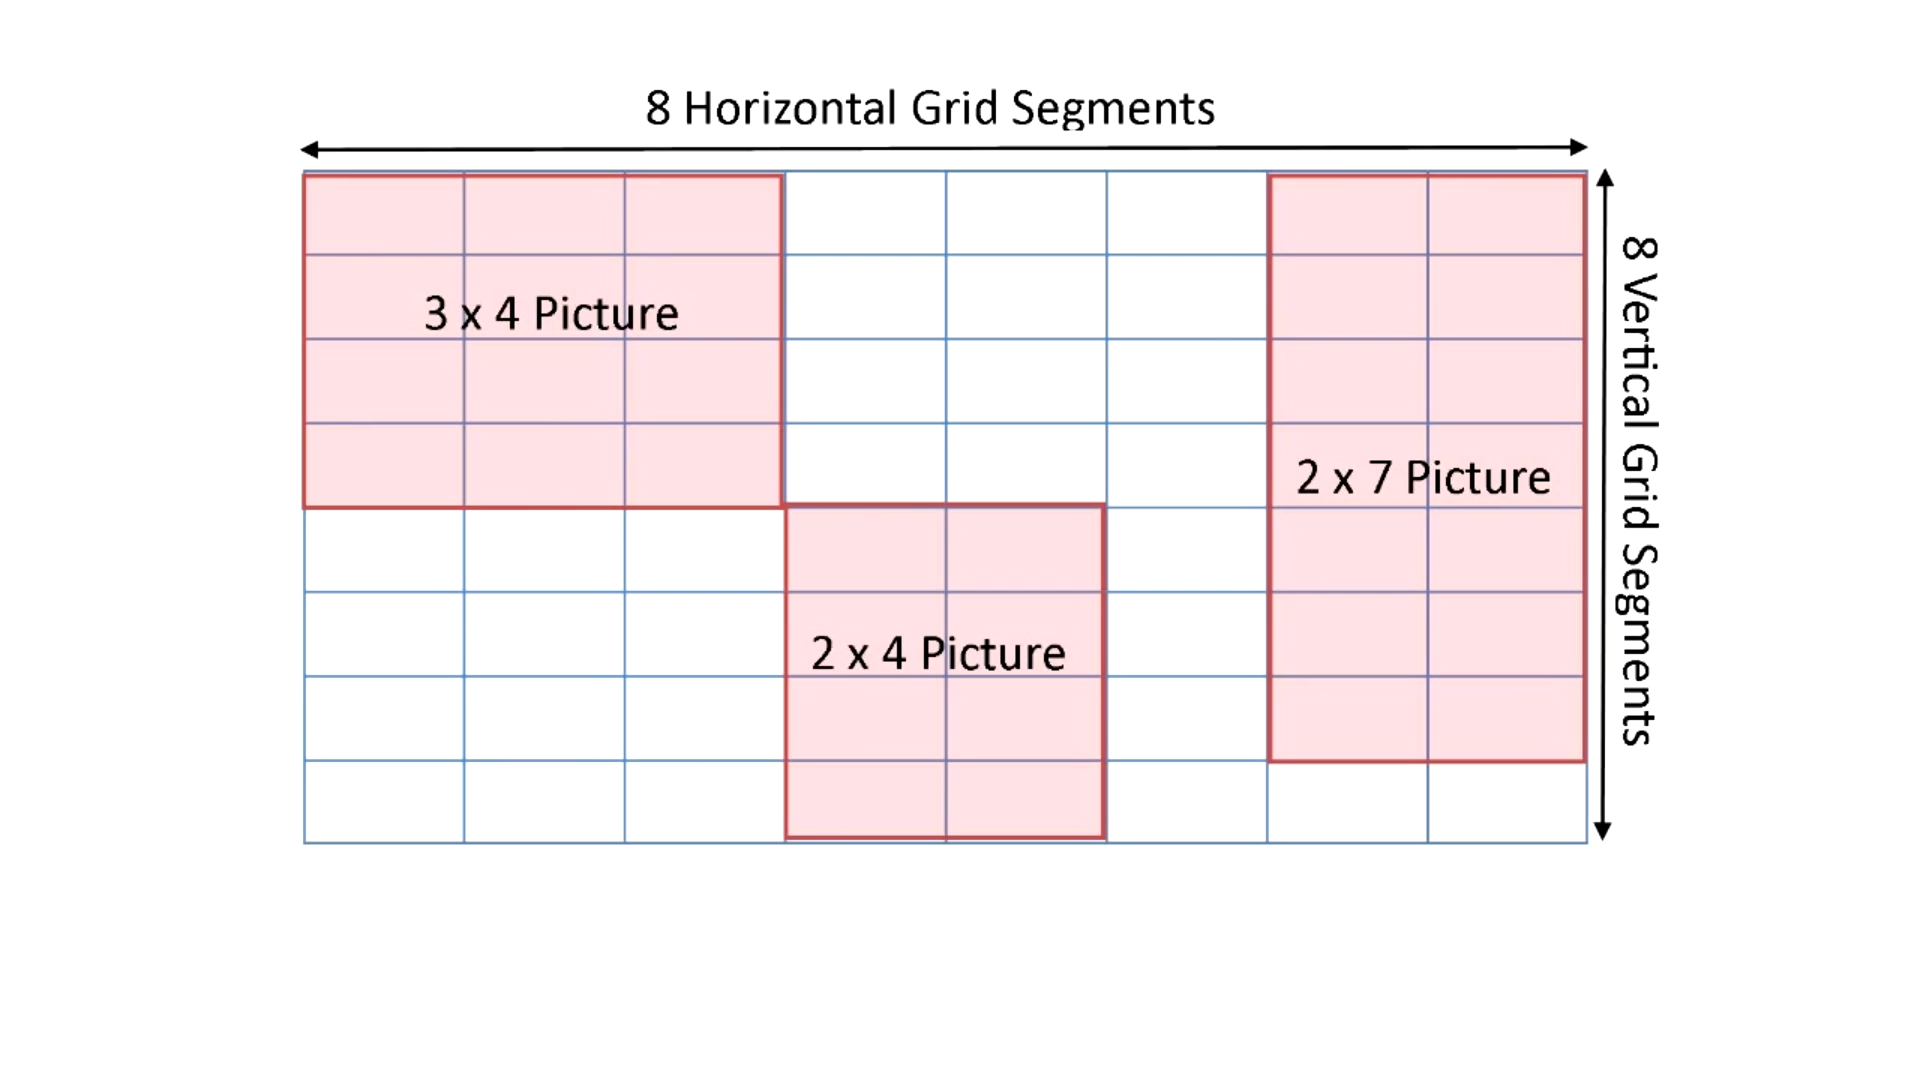 8 Horizontal Grid Segments
3 x 4 Picture
2 x 7 Picture
2 x 4 Picture
8 Vertical Grid Segments